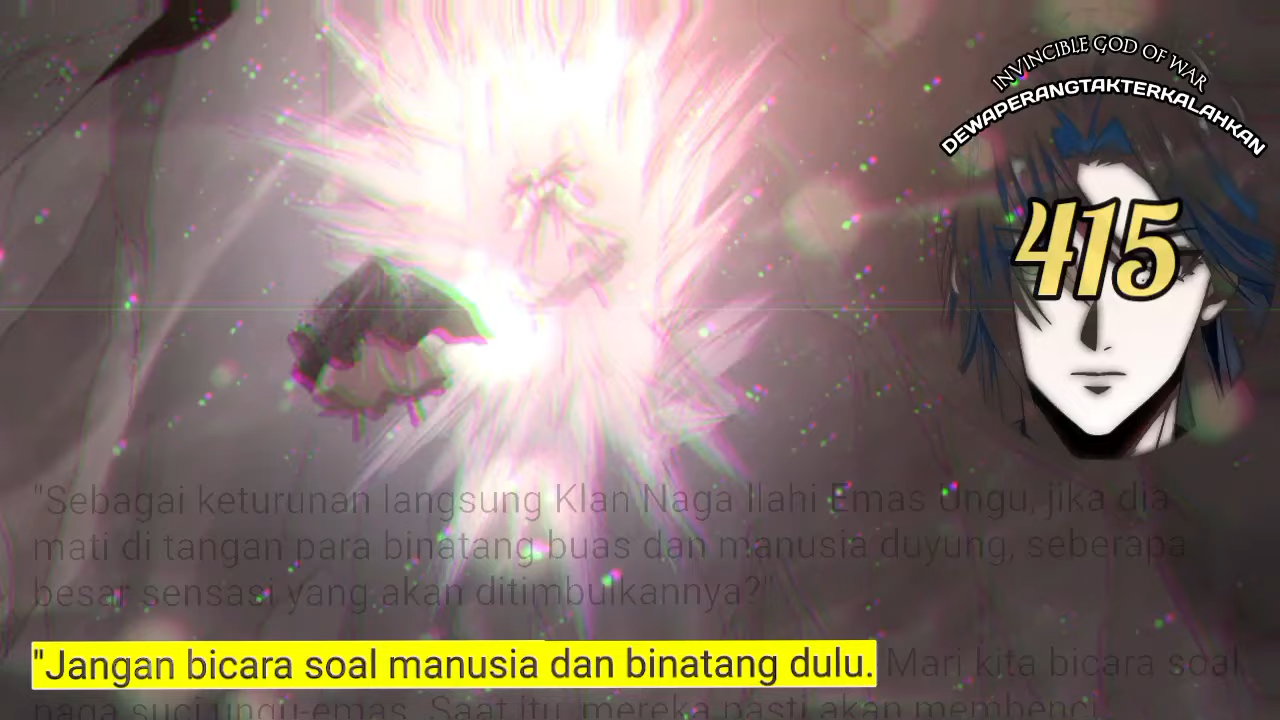 INVINCIBLE GOD OF WAR
DEWAPERANGTAKTERKALAHKAN
415
"Sebagai keturunan langsung Klan Naga Ilahi Emas Ungu, jika dia
mati di tangan para binatang buas dan manusia duyung, seberapa
besar sensasi yang akan ditimbulkannya?"
"Jangan bicara soal manusia dan binatang dulu. Mari kita bicara soal
naga suci ungu-emas. Saat itu, mereka pasti akan membenci